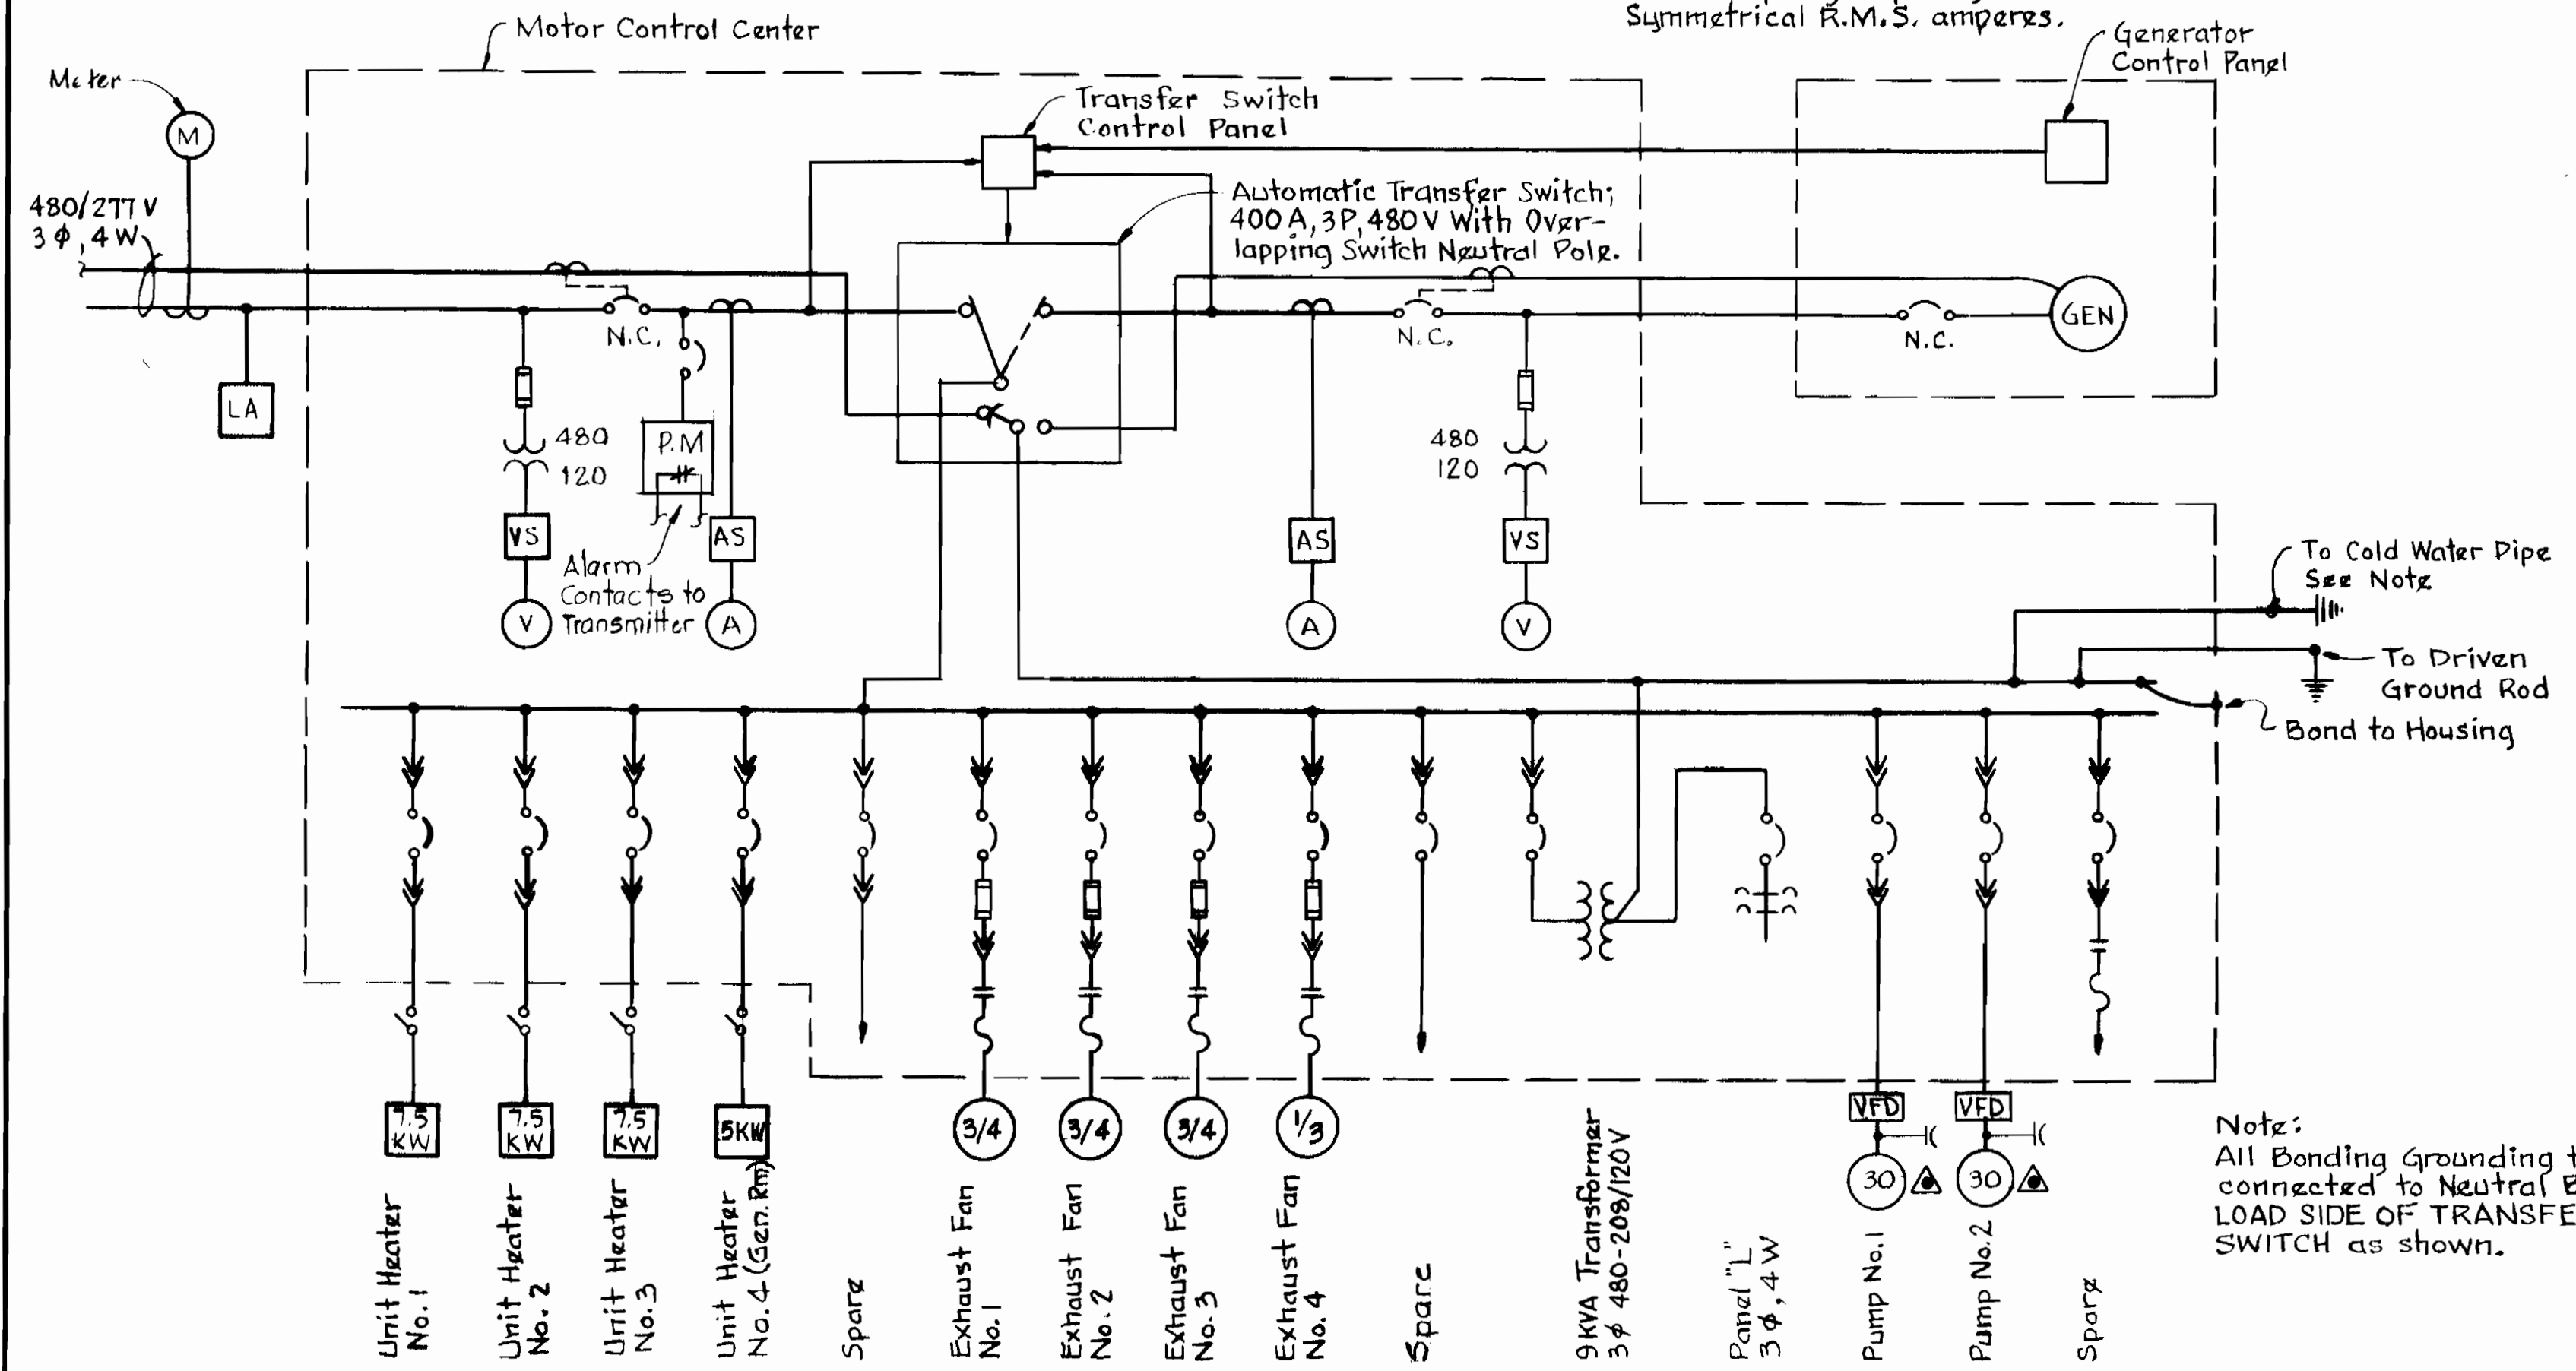 Symmetrical R.M.S. amperes.
Motor Control Center
Generator
Control Panel
Meter
M
Transfer Switch
Control Panel
480/277 V
3 φ, 4 W
Automatic Transfer Switch;
400 A, 3P, 480 V With Over-
lapping Switch Neutral Pole.
GEN
N.C.
N.C.
N.C.
LA
480
120
P.M
480
120
VS
AS
AS
VS
Alarm
Contacts to
Transmitter
V
A
A
V
To Cold Water Pipe
See Note
To Driven
Ground Rod
Bond to Housing
7.5
KW
7.5
KW
7.5
KW
5KW
3/4
3/4
3/4
1/3
VFD
VFD
30
30
Unit Heater
No. 1
Unit Heater
No. 2
Unit Heater
No. 3
Unit Heater
No. 4 (Gen. Rm)
Spare
Exhaust Fan
No. 1
Exhaust Fan
No. 2
Exhaust Fan
No. 3
Exhaust Fan
No. 4
Spare
9 KVA Transformer
3 φ 480-208/120V
Panel "L"
3 φ, 4 W
Pump No. 1
Pump No. 2
Spare
Note:
All Bonding Grounding
connected to Neutral
LOAD SIDE OF
SWITCH as shown.